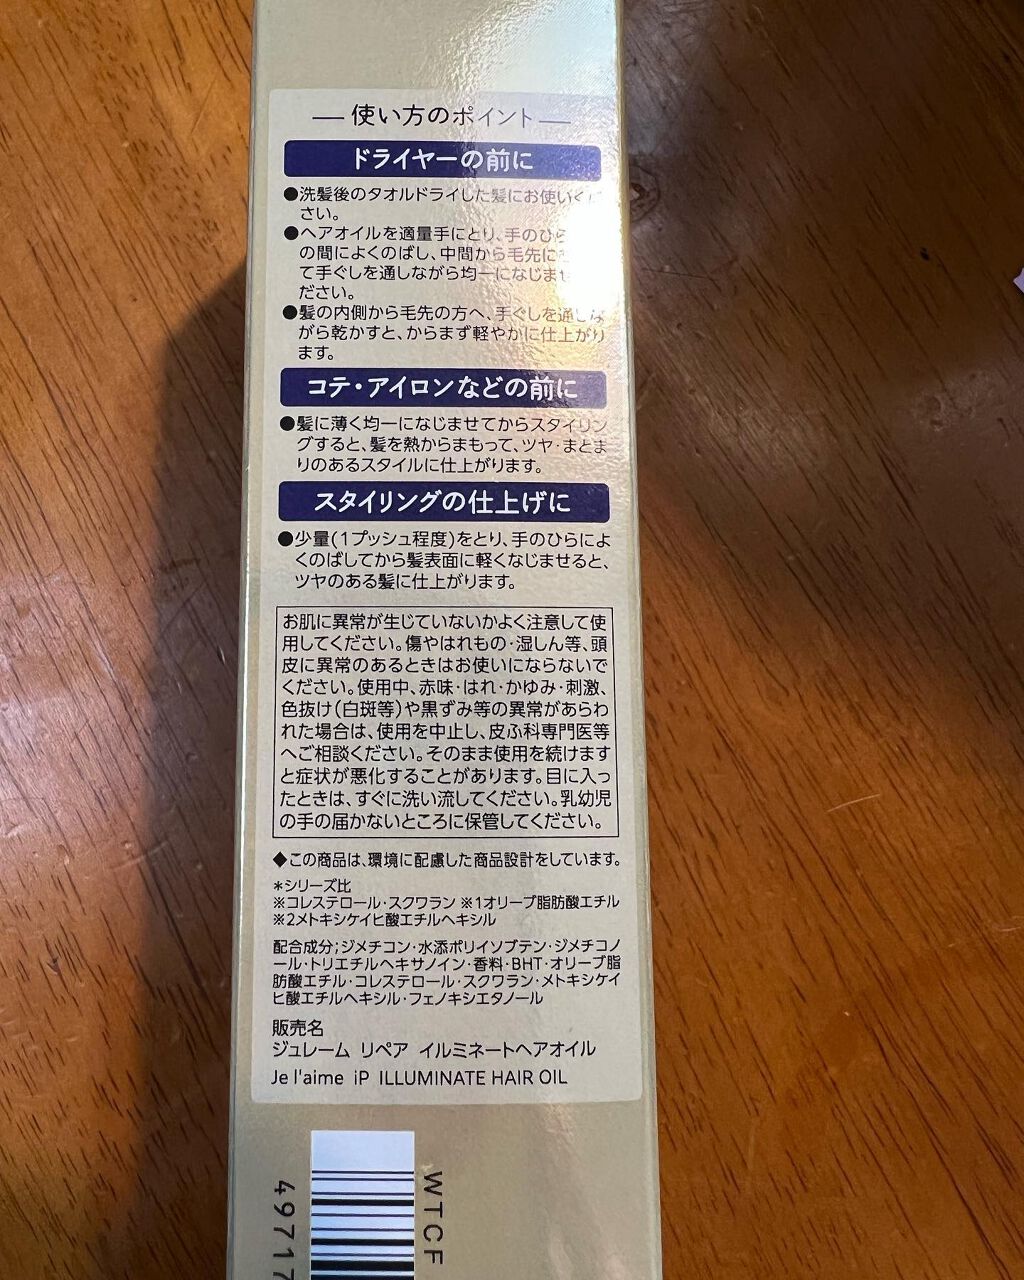 使い方のポイント
ドライヤーの前に
●洗髪後のタオルドライした髪にお使いくだ
さい。
●ヘアオイルを適量手にとり、手のひら
の間によくのばし、中間から毛先に
て手ぐしを通しながら均一になじませ
ださい。
●髪の内側から毛先の方へ、手ぐしを通しな
がら乾かすと、からまず軽やかに仕上がり
ます。
コテ・アイロンなどの前に
●髪に薄く均一になじませてからスタイリン
グすると、髪を熱からまもって、ツヤ・まとま
りのあるスタイルに仕上がります。
スタイリングの仕上げに
●少量(1プッシュ程度)をとり、手のひらによ
くのばしてから髪表面に軽くなじませると、
ツヤのある髪に仕上がります。
お肌に異常が生じていないかよく注意して使
用してください。傷やはれもの・湿しん等、頭
皮に異常のあるときはお使いにならないで
ください。使用中、赤味・はれ・かゆみ・刺激、
色抜け(白斑等)や黒ずみ等の異常があらわ
れた場合は、使用を中止し、皮ふ科専門医等
へご相談ください。そのまま使用を続けます
と症状が悪化することがあります。目に入っ
たときは、すぐに洗い流してください。乳幼児
の手の届かないところに保管してください。
◆この商品は、環境に配慮した商品設計をしています。
*シリーズ比
※コレステロール・スクワラン ※1オリーブ脂肪酸エチル
※2メトキシケイヒ酸エチルヘキシル
配合成分;ジメチコン・水添ポリイソブテン・ジメチコノ
ール・トリエチルヘキサノイン・香料・BHT・オリーブ脂
肪酸エチル・コレステロール・スクワラン・メトキシケイ
ヒ酸エチルヘキシル・フェノキシエタノール
販売名
ジュレーム リペア イルミネートヘアオイル
Je l'aime iP ILLUMINATE HAIR OIL
WTCF
49717